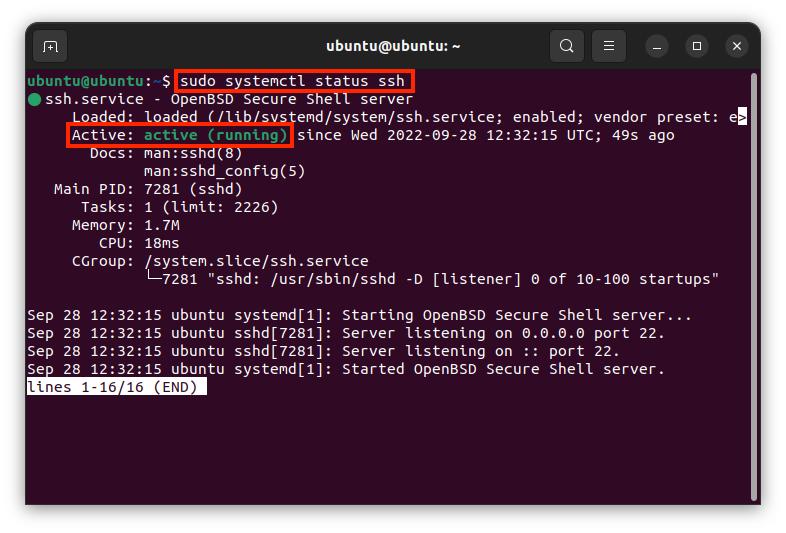 ubuntu@ubuntu: ~
ubuntu@ubuntu:~$ sudo systemctl status ssh
● ssh.service - OpenBSD Secure Shell server
Loaded: loaded (/lib/systemd/system/ssh.service; enabled; vendor preset: e>
Active: active (running) since Wed 2022-09-28 12:32:15 UTC; 49s ago
Docs: man:sshd(8)
man:sshd_config(5)
Main PID: 7281 (sshd)
Tasks: 1 (limit: 2226)
Memory: 1.7M
CPU: 18ms
CGroup: /system.slice/ssh.service
└─7281 "sshd: /usr/sbin/sshd -D [listener] 0 of 10-100 startups"
Sep 28 12:32:15 ubuntu systemd[1]: Starting OpenBSD Secure Shell server...
Sep 28 12:32:15 ubuntu sshd[7281]: Server listening on 0.0.0.0 port 22.
Sep 28 12:32:15 ubuntu sshd[7281]: Server listening on :: port 22.
Sep 28 12:32:15 ubuntu systemd[1]: Started OpenBSD Secure Shell server.
lines 1-16/16 (END)